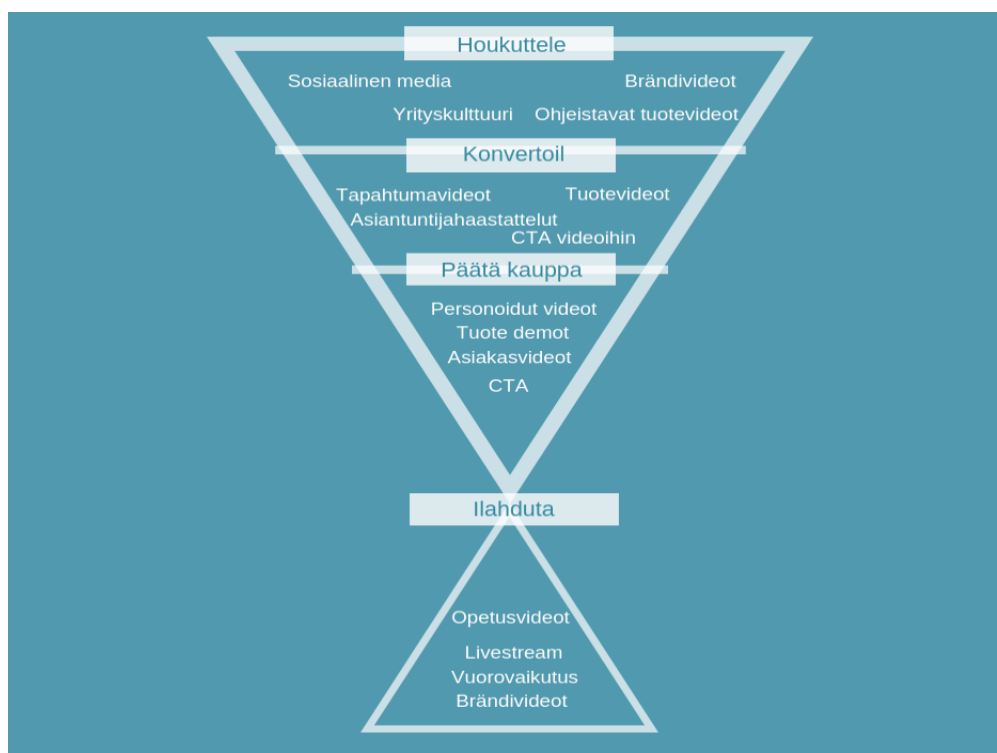 Houkuttele
Sosiaalinen media Brändivideot
Yrityskulttuuri Ohjeistavat tuotevideot
Konvertoi
Tapahtumavideot Tuotevideot
Asiantuntijahaastattelut
CTA videoihin
Päätä kauppa
Personoidut videot
Tuote demot
Asiakasvideot
CTA
Ilahduta
Opetusvideot
Livestream
Vuorovaikutus
Brändivideot